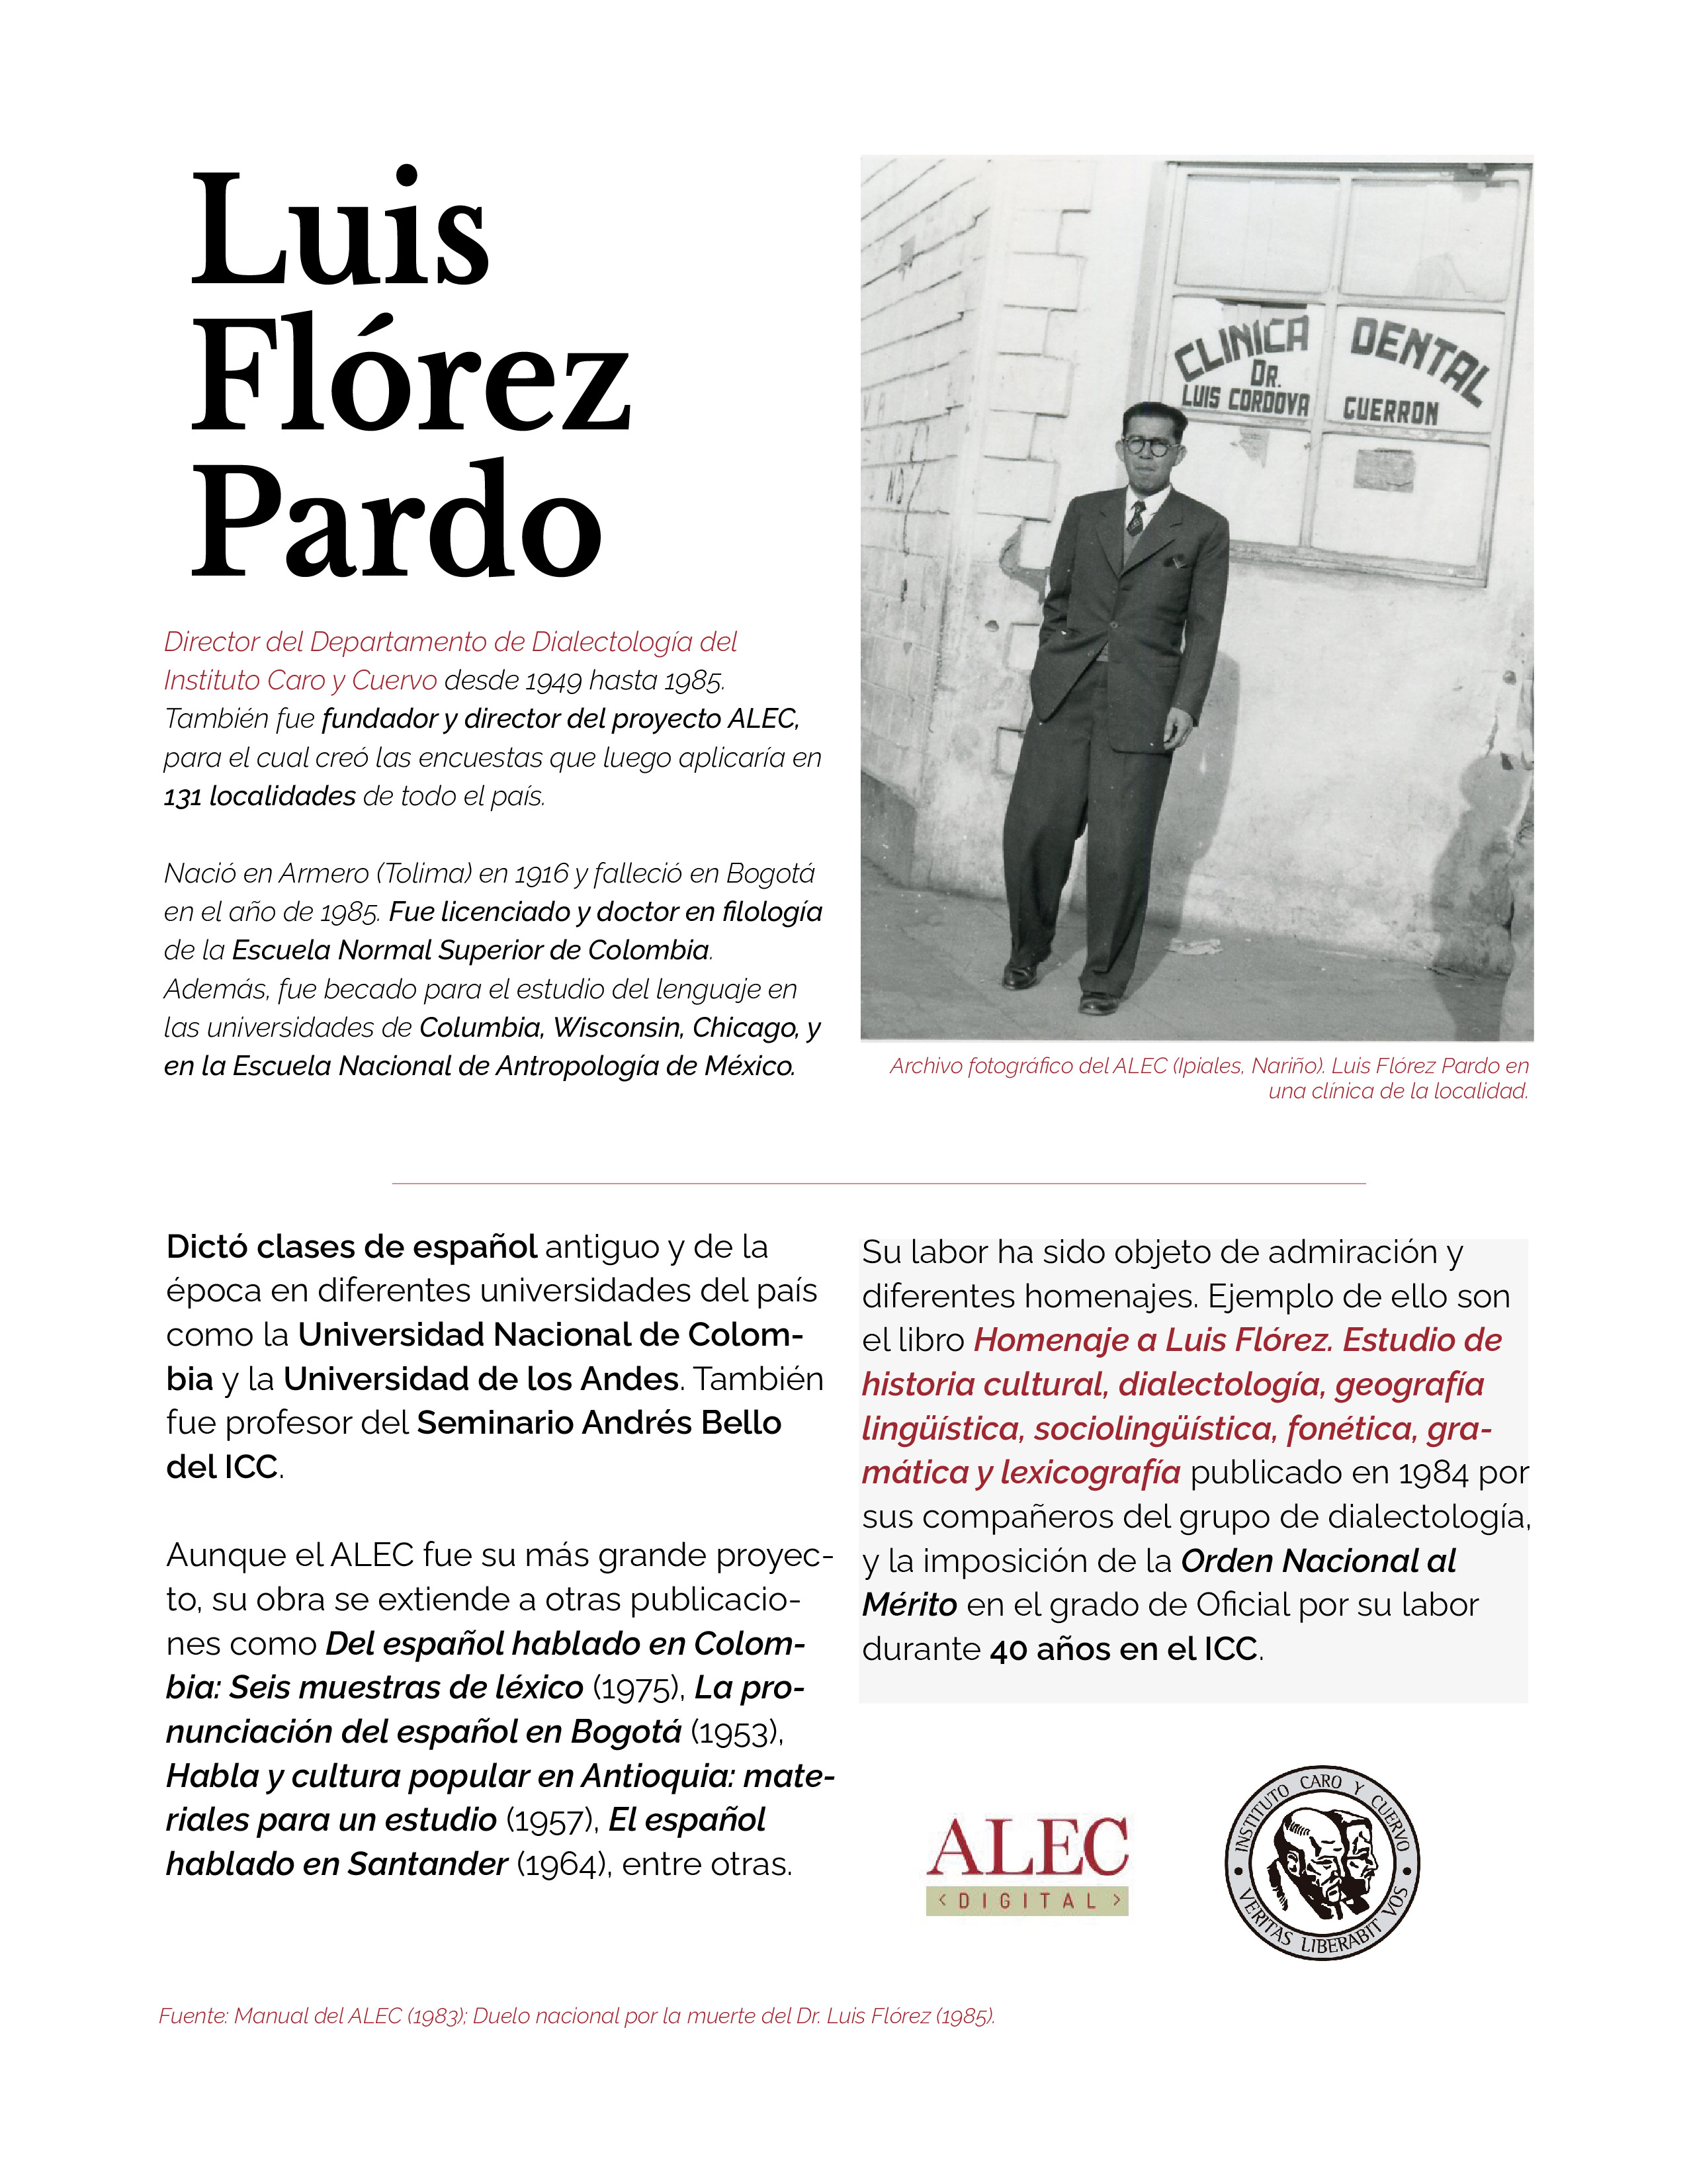 Luis
Flórez
Pardo
Director del Departamento de Dialectología del
Instituto Caro y Cuervo desde 1949 hasta 1985.
También fue fundador y director del proyecto ALEC,
para el cual creó las encuestas que luego aplicaría en
131 localidades de todo el país.
Nació en Armero (Tolima) en 1916 y falleció en Bogotá
en el año de 1985. Fue licenciado y doctor en filología
de la Escuela Normal Superior de Colombia.
Además, fue becado para el estudio del lenguaje en
las universidades de Columbia, Wisconsin, Chicago, y
en la Escuela Nacional de Antropología de México.
CLINICA DENTAL
DR.
LUIS CORDOVA GUERRON
Archivo fotográfico del ALEC (Ipiales, Nariño). Luis Flórez Pardo en
una clínica de la localidad.
Dictó clases de español antiguo y de la
época en diferentes universidades del país
como la Universidad Nacional de Colom-
bia y la Universidad de los Andes. También
fue profesor del Seminario Andrés Bello
del ICC.
Aunque el ALEC fue su más grande proyec-
to, su obra se extiende a otras publicacio-
nes como Del español hablado en Colom-
bia: Seis muestras de léxico (1975), La pro-
nunciación del español en Bogotá (1953),
Habla y cultura popular en Antioquia: mate-
riales para un estudio (1957), El español
hablado en Santander (1964), entre otras.
Su labor ha sido objeto de admiración y
diferentes homenajes. Ejemplo de ello son
el libro Homenaje a Luis Flórez. Estudio de
historia cultural, dialectología, geografía
lingüística, sociolingüística, fonética, gra-
mática y lexicografía publicado en 1984 por
sus compañeros del grupo de dialectología,
y la imposición de la Orden Nacional al
Mérito en el grado de Oficial por su labor
durante 40 años en el ICC.
ALEC
‹ DIGITAL ›
INSTITUTO CARO Y CUERVO
• VERITAS LIBERABIT VOS •
Fuente: Manual del ALEC (1983); Duelo nacional por la muerte del Dr. Luis Flórez (1985).